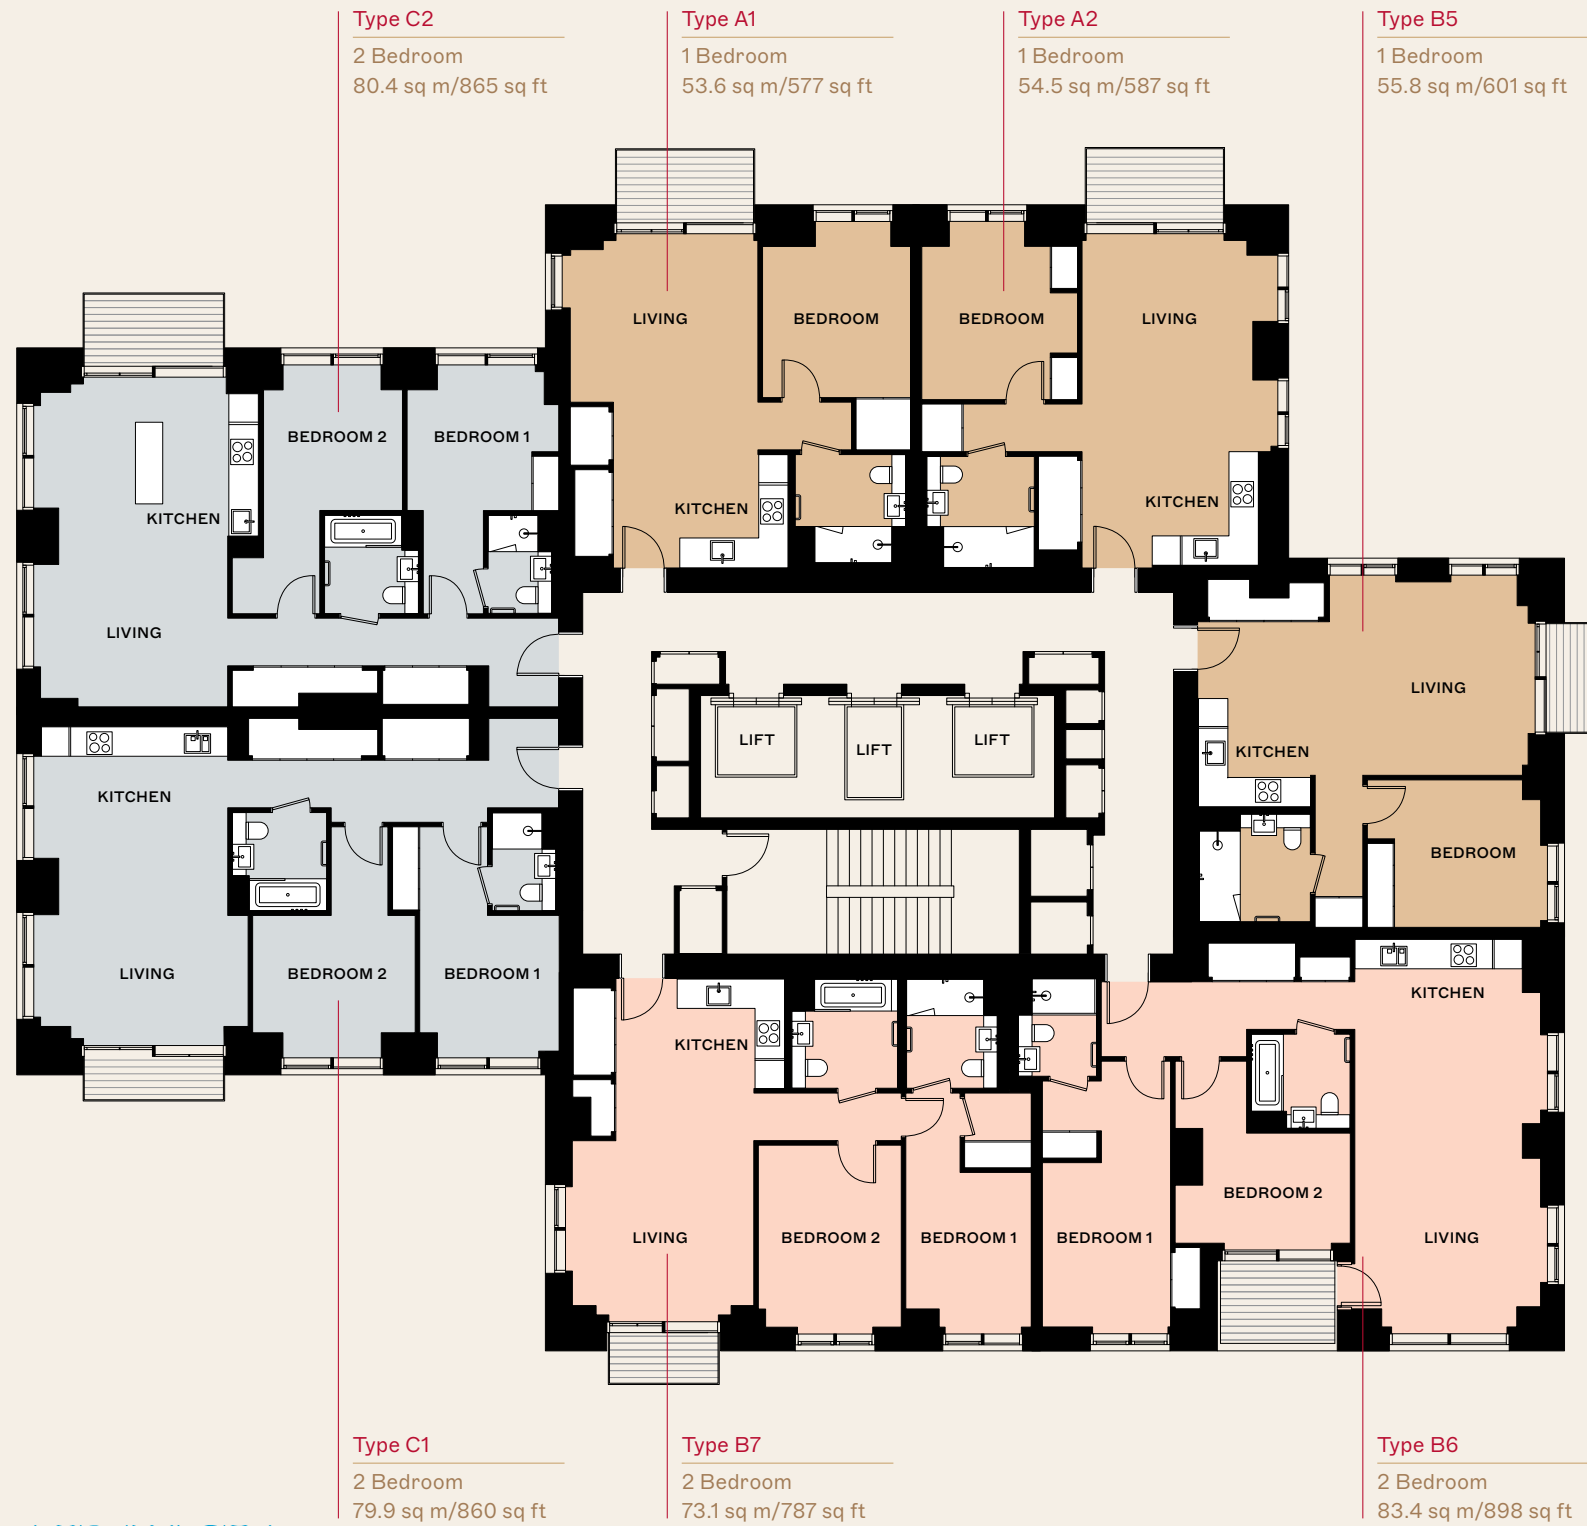 Type C2
2 Bedroom
80.4 sq m/865 sq ft
Type A1
1 Bedroom
53.6 sq m/577 sq ft
Type A2
1 Bedroom
54.5 sq m/587 sq ft
Type B5
1 Bedroom
55.8 sq m/601 sq ft
LIVING
BEDROOM
BEDROOM
LIVING
BEDROOM 2
BEDROOM 1
KITCHEN
KITCHEN
KITCHEN
LIVING
LIVING
KITCHEN
LIFT
LIFT
LIFT
KITCHEN
BEDROOM
LIVING
BEDROOM 2
BEDROOM 1
KITCHEN
KITCHEN
BEDROOM 2
LIVING
BEDROOM 2
BEDROOM 1
BEDROOM 1
LIVING
Type C1
2 Bedroom
79.9 sq m/860 sq ft
Type B7
2 Bedroom
73.1 sq m/787 sq ft
Type B6
2 Bedroom
83.4 sq m/898 sq ft